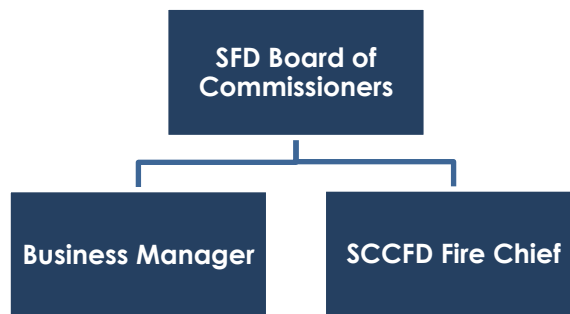 SFD Board of
Commissioners
Business Manager
SCCFD Fire Chief